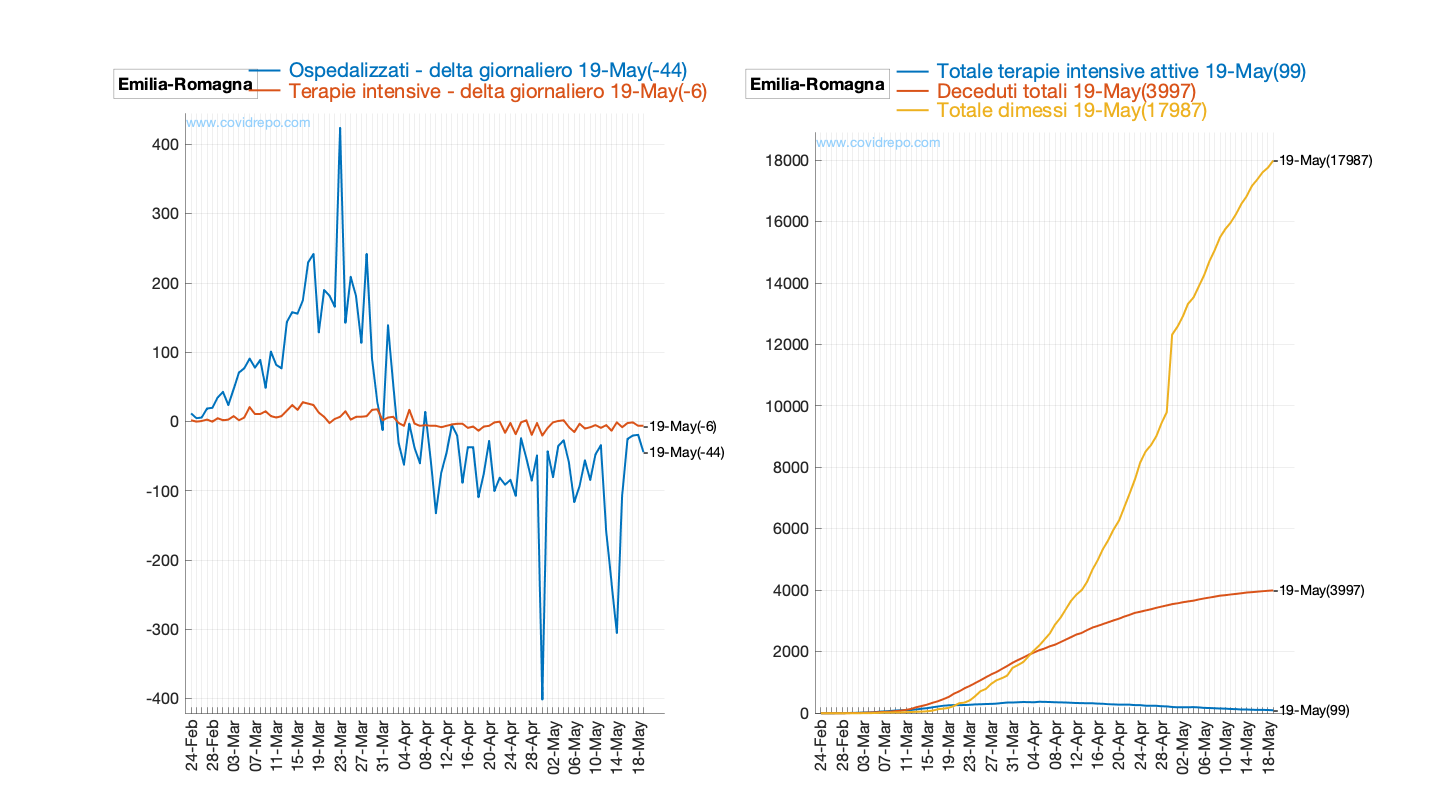 Emilia-Romagna
Ospedalizzati - delta giornaliero 19-May(-44)
Terapie intensive - delta giornaliero 19-May(-6)
www.covidrepo.com
400
300
200
100
0
-100
-200
-300
-400
19-May(-6)
19-May(-44)
24-Feb
28-Feb
03-Mar
07-Mar
11-Mar
15-Mar
19-Mar
23-Mar
27-Mar
31-Mar
04-Apr
08-Apr
12-Apr
16-Apr
20-Apr
24-Apr
28-Apr
02-May
06-May
10-May
14-May
18-May
Emilia-Romagna
Totale terapie intensive attive 19-May(99)
Deceduti totali 19-May(3997)
Totale dimessi 19-May(17987)
www.covidrepo.com
18000
16000
14000
12000
10000
8000
6000
4000
2000
0
19-May(17987)
19-May(3997)
19-May(99)
24-Feb
28-Feb
03-Mar
07-Mar
11-Mar
15-Mar
19-Mar
23-Mar
27-Mar
31-Mar
04-Apr
08-Apr
12-Apr
16-Apr
20-Apr
24-Apr
28-Apr
02-May
06-May
10-May
14-May
18-May